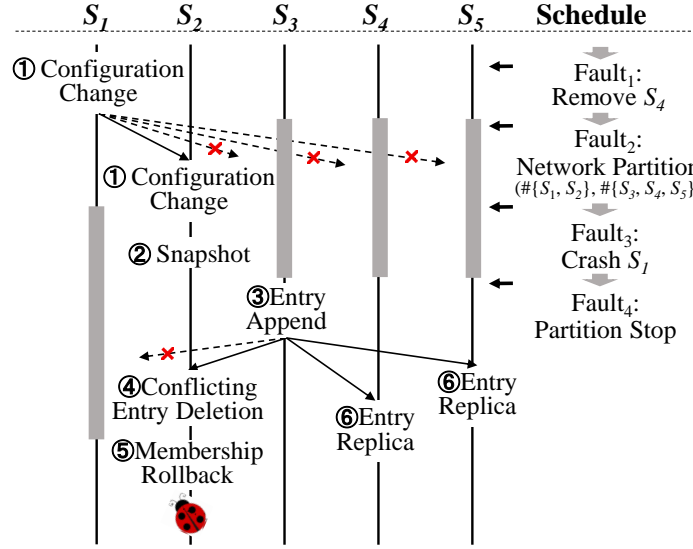 S1 S2 S3 S4 S5 Schedule
① Configuration
Change
① Configuration
Change
② Snapshot
③Entry
Append
④Conflicting
Entry Deletion
⑤Membership
Rollback
⑥Entry
Replica
⑥Entry
Replica
Fault1:
Remove S4
Fault2:
Network Partition
(#{S1, S2}, #{S3, S4, S5})
Fault3:
Crash S1
Fault4:
Partition Stop